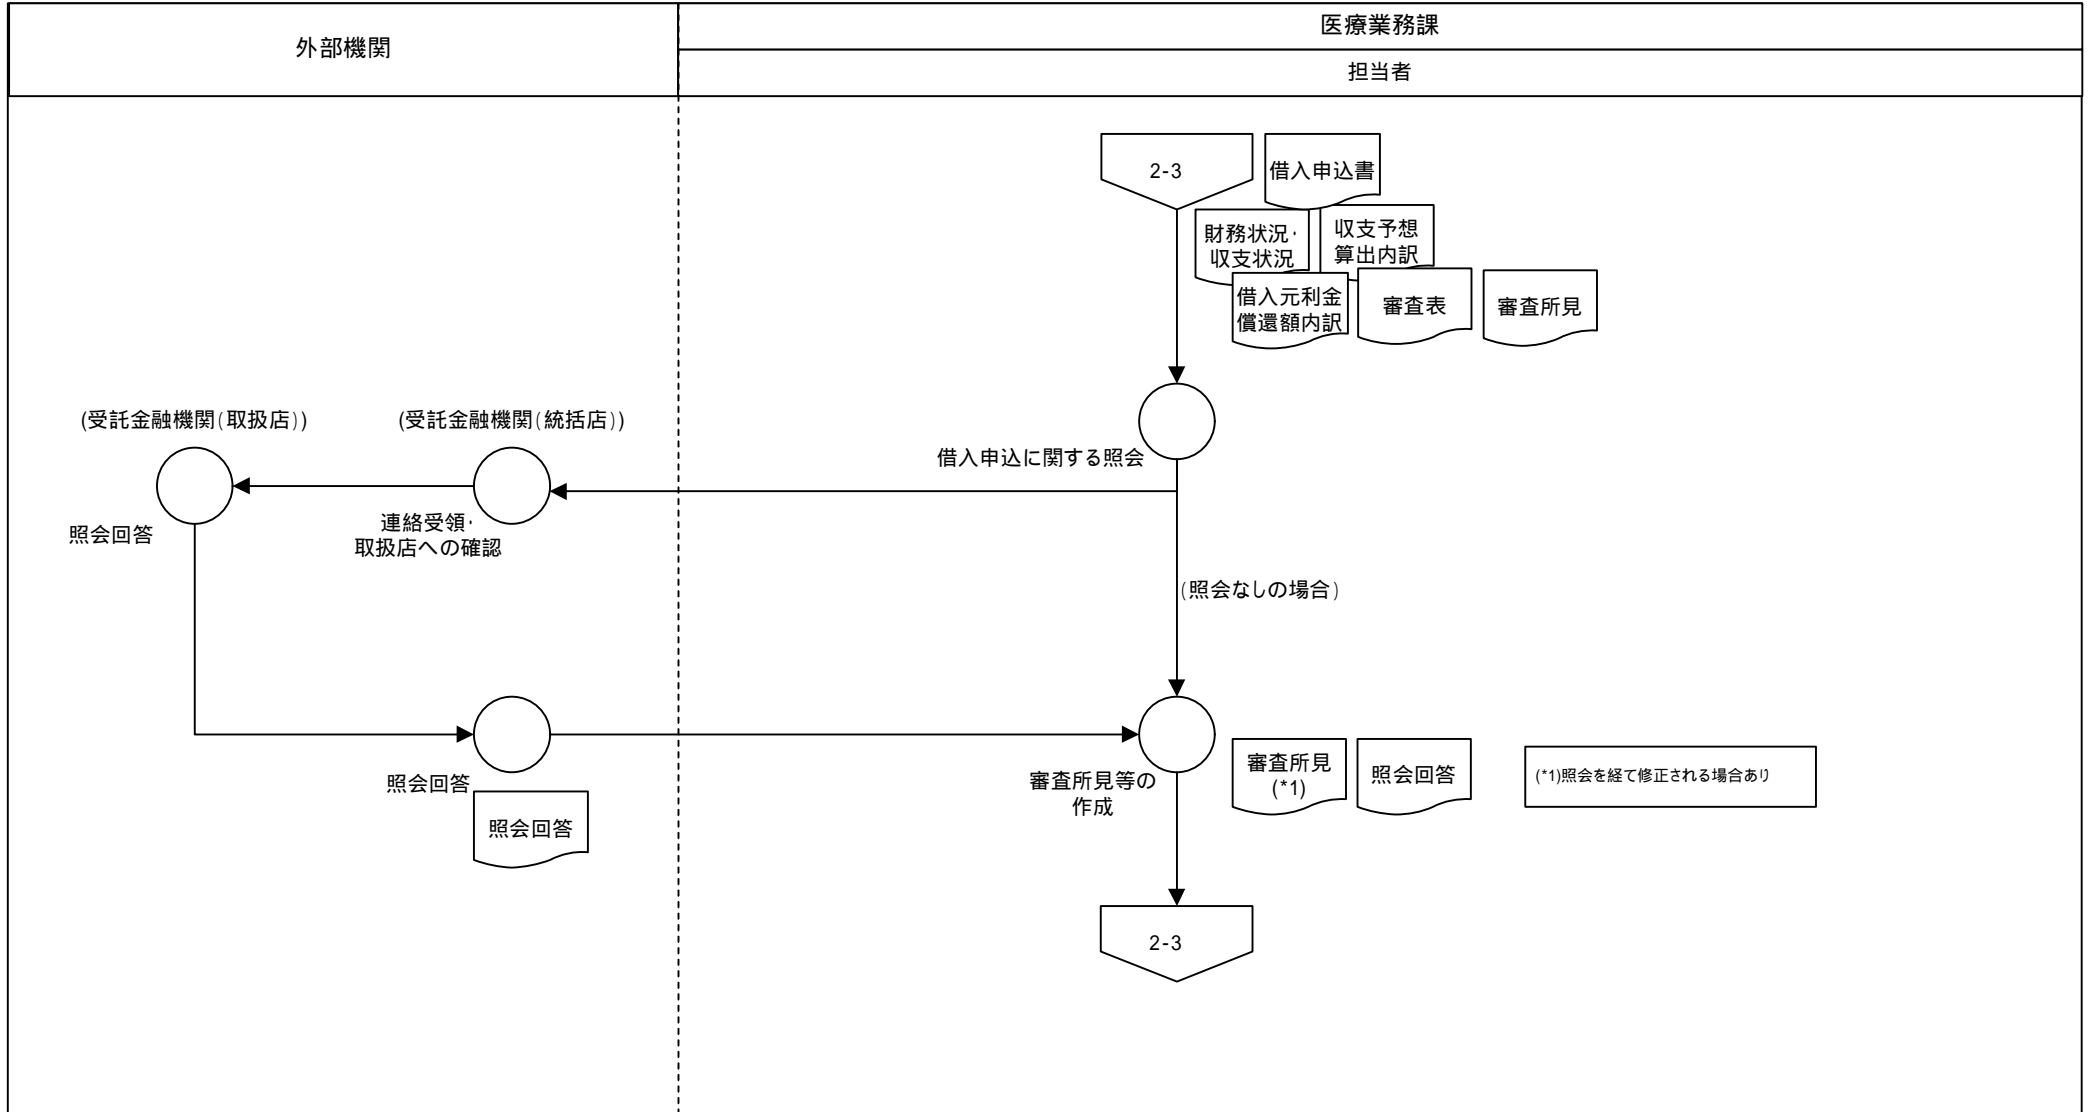 外部機関
医療業務課
担当者
2-3
借入申込書
財務状況・
収支状況
収支予想
算出内訳
借入元利金
償還額内訳
審査表
審査所見
(受託金融機関(取扱店))
(受託金融機関(統括店))
借入申込に関する照会
照会回答
連絡受領・
取扱店への確認
(照会なしの場合)
照会回答
照会回答
審査所見等の
作成
審査所見
(*1)
照会回答
(*1)照会を経て修正される場合あり
2-3